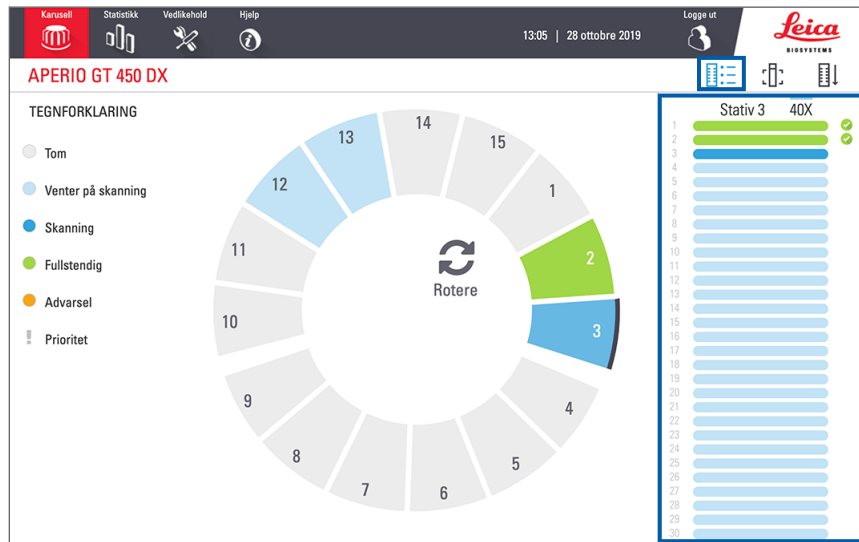 Karusell
Statistikk
Vedlikehold
Hjelp
13:05 | 28 ottobre 2019
Logge ut
Leica
BIOSYSTEMS
APERIO GT 450 DX
TEGNFORKLARING
Tom
Venter på skanning
Skanning
Fullstendig
Advarsel
! Prioritet
14
15
1
2
3
4
5
6
7
8
9
10
11
12
13
Rotere
Stativ 3 40X
1
2
3
4
5
6
7
8
9
10
11
12
13
14
15
16
17
18
19
20
21
22
23
24
25
26
27
28
29
30